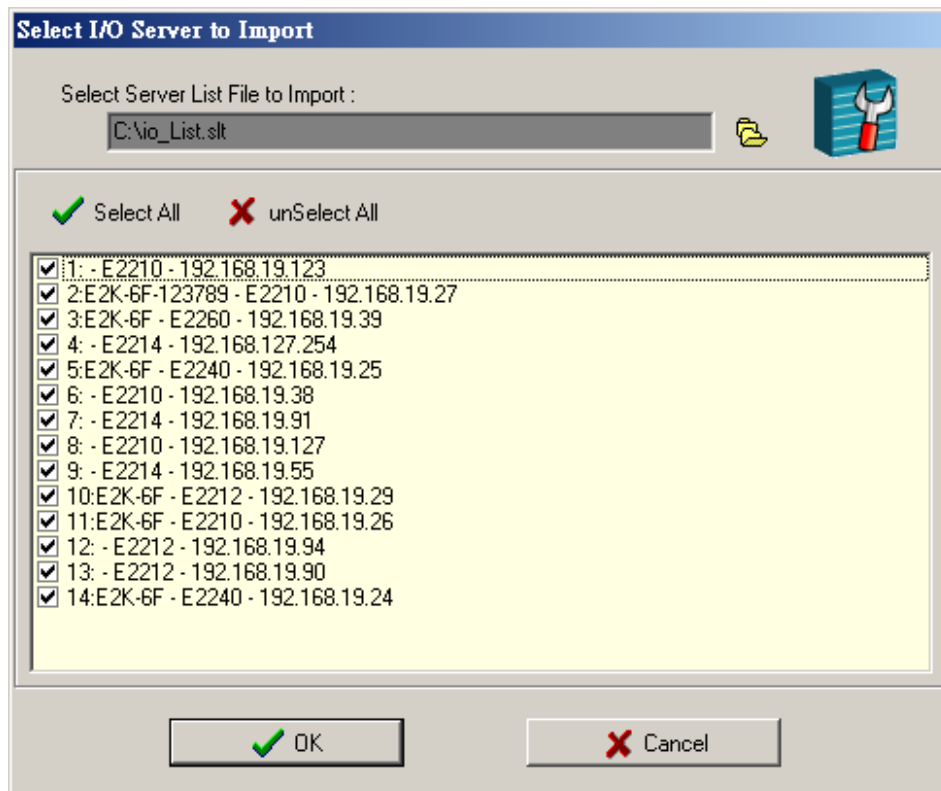 Select I/O Server to Import
Select Server List File to Import :
C:\io_List.slt
Select All unSelect All
1: - E2210 - 192.168.19.123
2:E2K-6F-123789 - E2210 - 192.168.19.27
3:E2K-6F - E2260 - 192.168.19.39
4: - E2214 - 192.168.127.254
5:E2K-6F - E2240 - 192.168.19.25
6: - E2210 - 192.168.19.38
7: - E2214 - 192.168.19.91
8: - E2210 - 192.168.19.127
9: - E2214 - 192.168.19.55
10:E2K-6F - E2212 - 192.168.19.29
11:E2K-6F - E2210 - 192.168.19.26
12: - E2212 - 192.168.19.94
13: - E2212 - 192.168.19.90
14:E2K-6F - E2240 - 192.168.19.24
OK Cancel